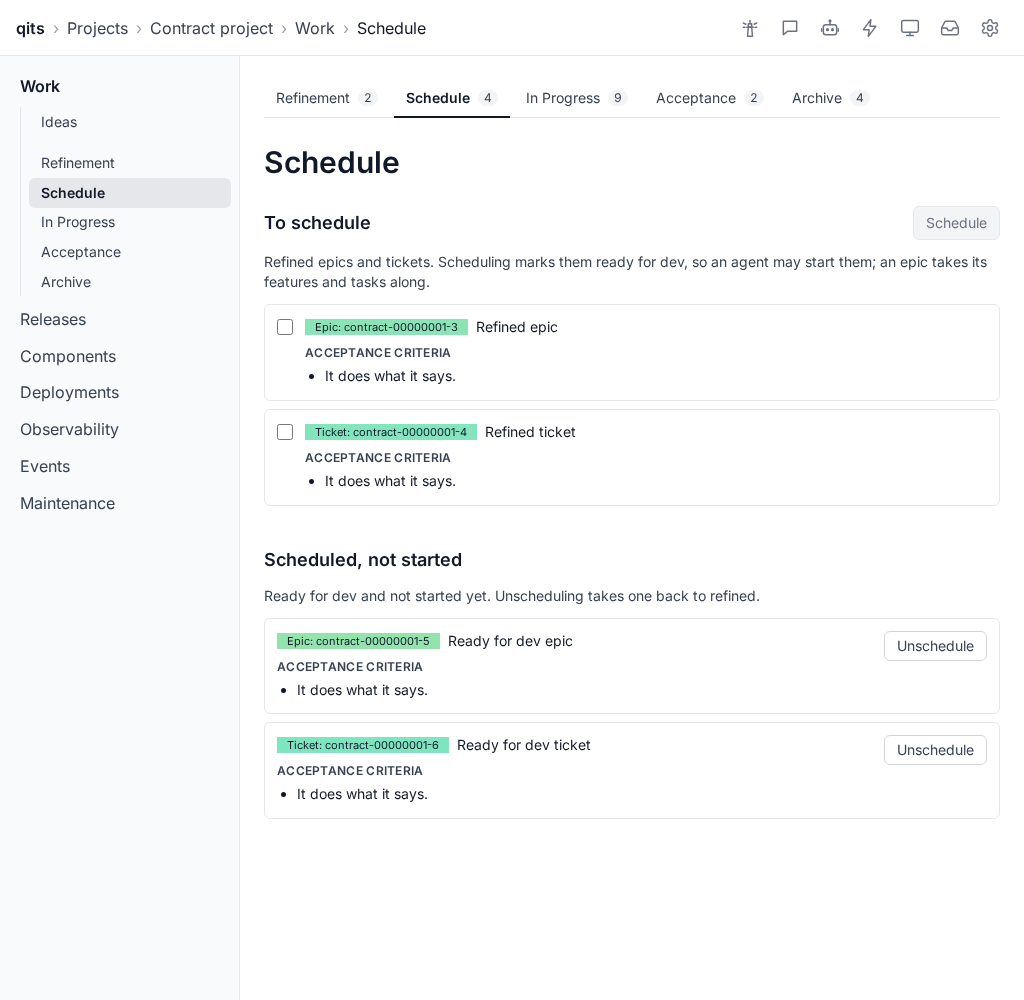 qits › Projects › Contract project › Work › Schedule
Work
Ideas
Refinement
Schedule
In Progress
Acceptance
Archive
Releases
Components
Deployments
Observability
Events
Maintenance
Refinement 2 Schedule 4 In Progress 9 Acceptance 2 Archive 4
Schedule
To schedule
Schedule
Refined epics and tickets. Scheduling marks them ready for dev, so an agent may start them; an epic takes its
features and tasks along.
Epic: contract-00000001-3 Refined epic
ACCEPTANCE CRITERIA
• It does what it says.
Ticket: contract-00000001-4 Refined ticket
ACCEPTANCE CRITERIA
• It does what it says.
Scheduled, not started
Ready for dev and not started yet. Unscheduling takes one back to refined.
Epic: contract-00000001-5 Ready for dev epic
Unschedule
ACCEPTANCE CRITERIA
• It does what it says.
Ticket: contract-00000001-6 Ready for dev ticket
Unschedule
ACCEPTANCE CRITERIA
• It does what it says.